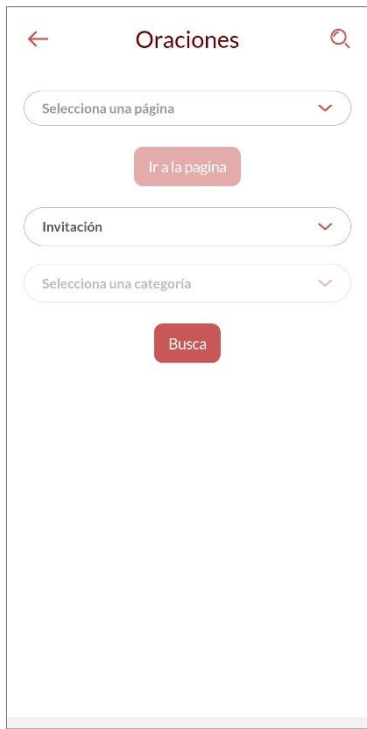 Oraciones
Selecciona una página
Ir a la pagina
Invitación
Selecciona una categoría
Busca